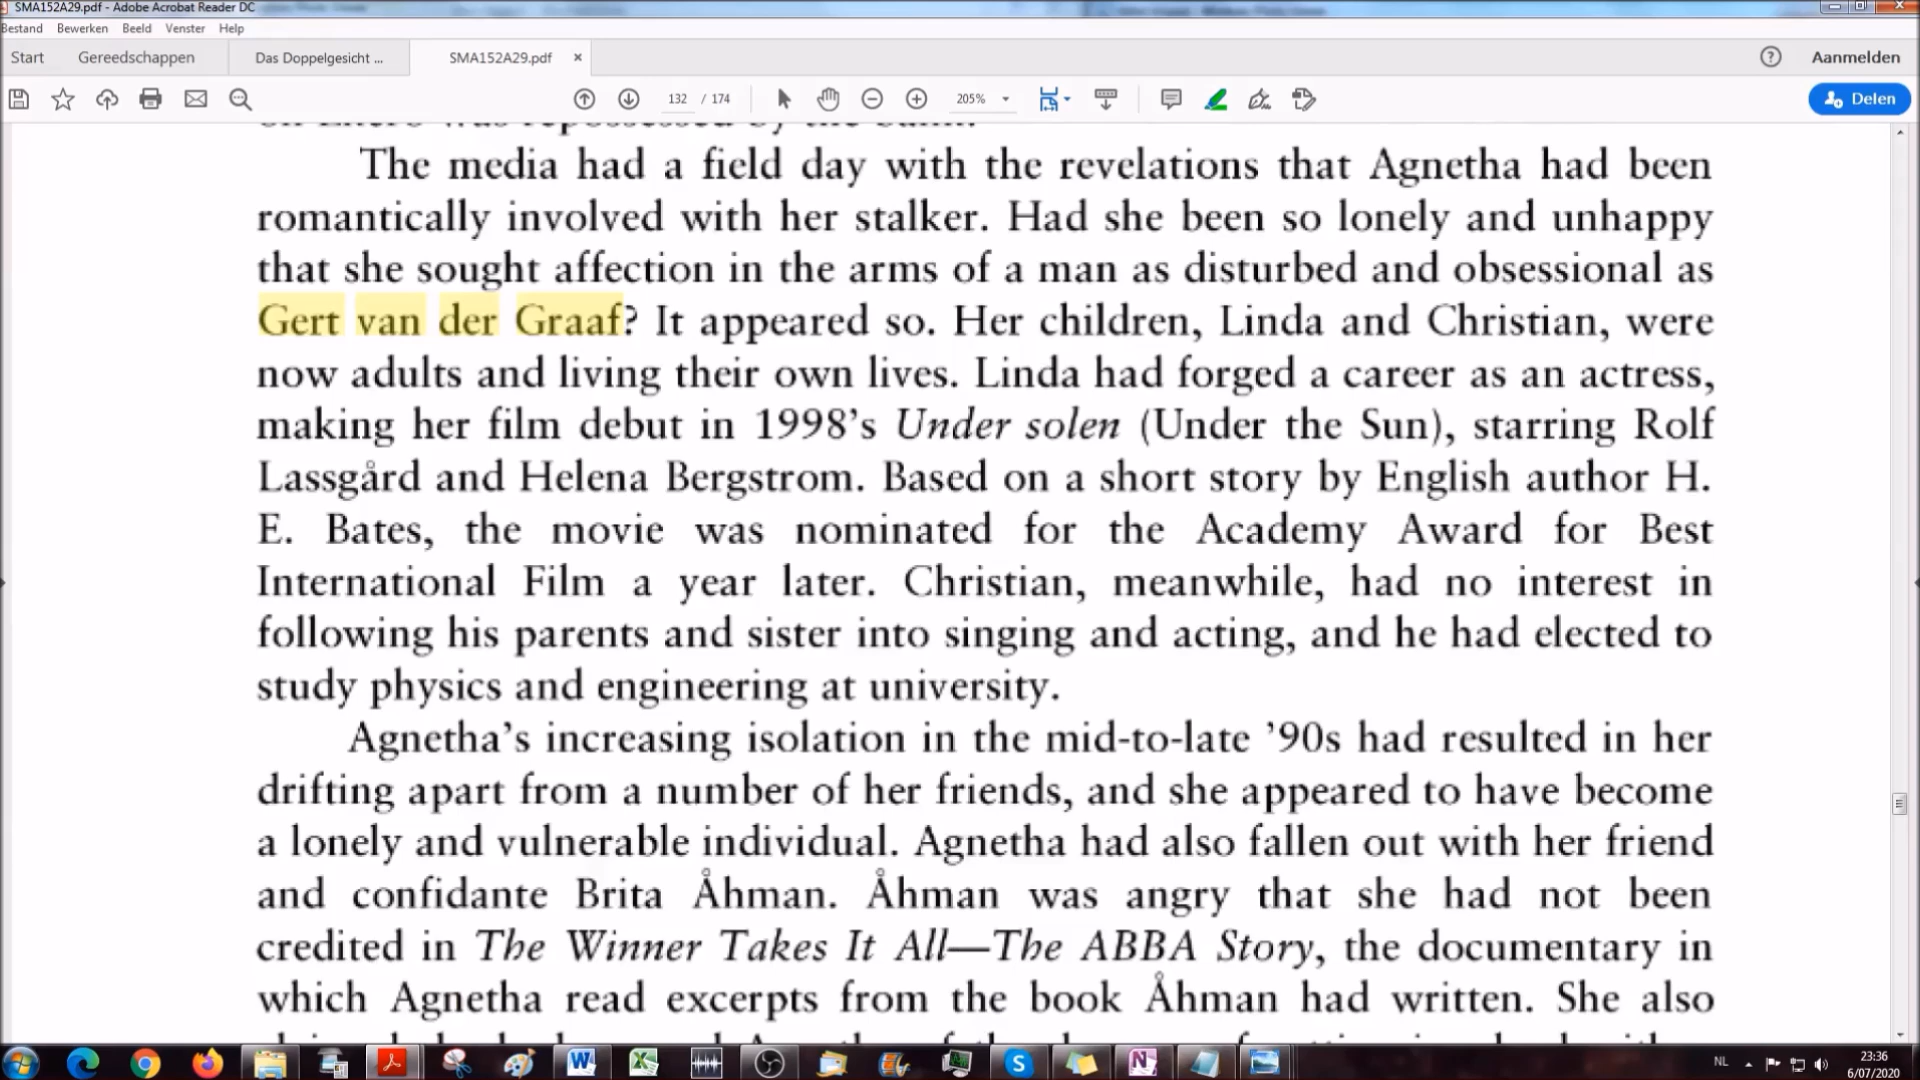 SMA152A29.pdf - Adobe Acrobat Reader DC
Bestand Bewerken Beeld Venster Help
Start Gereedschappen Das Doppelgesicht ... SMA152A29.pdf × Aanmelden
132 / 174 205% Delen
The media had a field day with the revelations that Agnetha had been
romantically involved with her stalker. Had she been so lonely and unhappy
that she sought affection in the arms of a man as disturbed and obsessional as
Gert van der Graaf? It appeared so. Her children, Linda and Christian, were
now adults and living their own lives. Linda had forged a career as an actress,
making her film debut in 1998’s Under solen (Under the Sun), starring Rolf
Lassgård and Helena Bergstrom. Based on a short story by English author H.
E. Bates, the movie was nominated for the Academy Award for Best
International Film a year later. Christian, meanwhile, had no interest in
following his parents and sister into singing and acting, and he had elected to
study physics and engineering at university.
Agnetha’s increasing isolation in the mid-to-late ’90s had resulted in her
drifting apart from a number of her friends, and she appeared to have become
a lonely and vulnerable individual. Agnetha had also fallen out with her friend
and confidante Brita Åhman. Åhman was angry that she had not been
credited in The Winner Takes It All—The ABBA Story, the documentary in
which Agnetha read excerpts from the book Åhman had written. She also
NL 23:36
6/07/2020